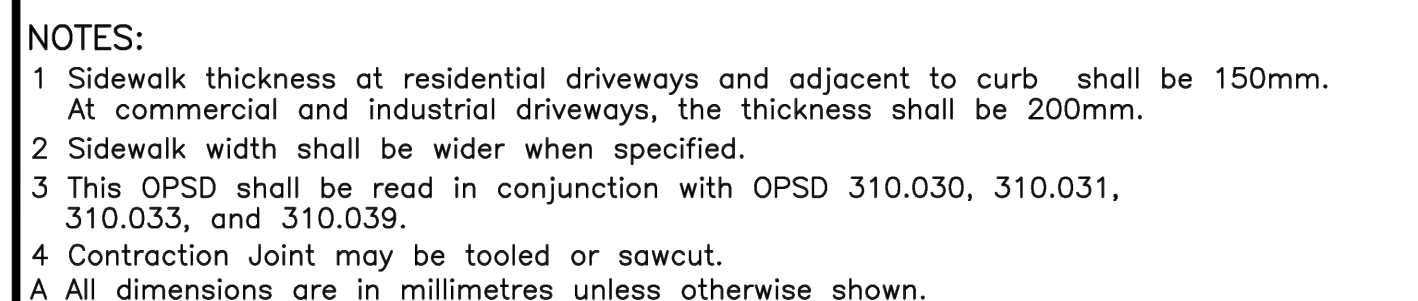 NOTES:
1 Sidewalk thickness at residential driveways and adjacent to curb shall be 150mm.
At commercial and industrial driveways, the thickness shall be 200mm.
2 Sidewalk width shall be wider when specified.
3 This OPSD shall be read in conjunction with OPSD 310.030, 310.031,
310.033, and 310.039.
4 Contraction Joint may be tooled or sawcut.
A All dimensions are in millimetres unless otherwise shown.